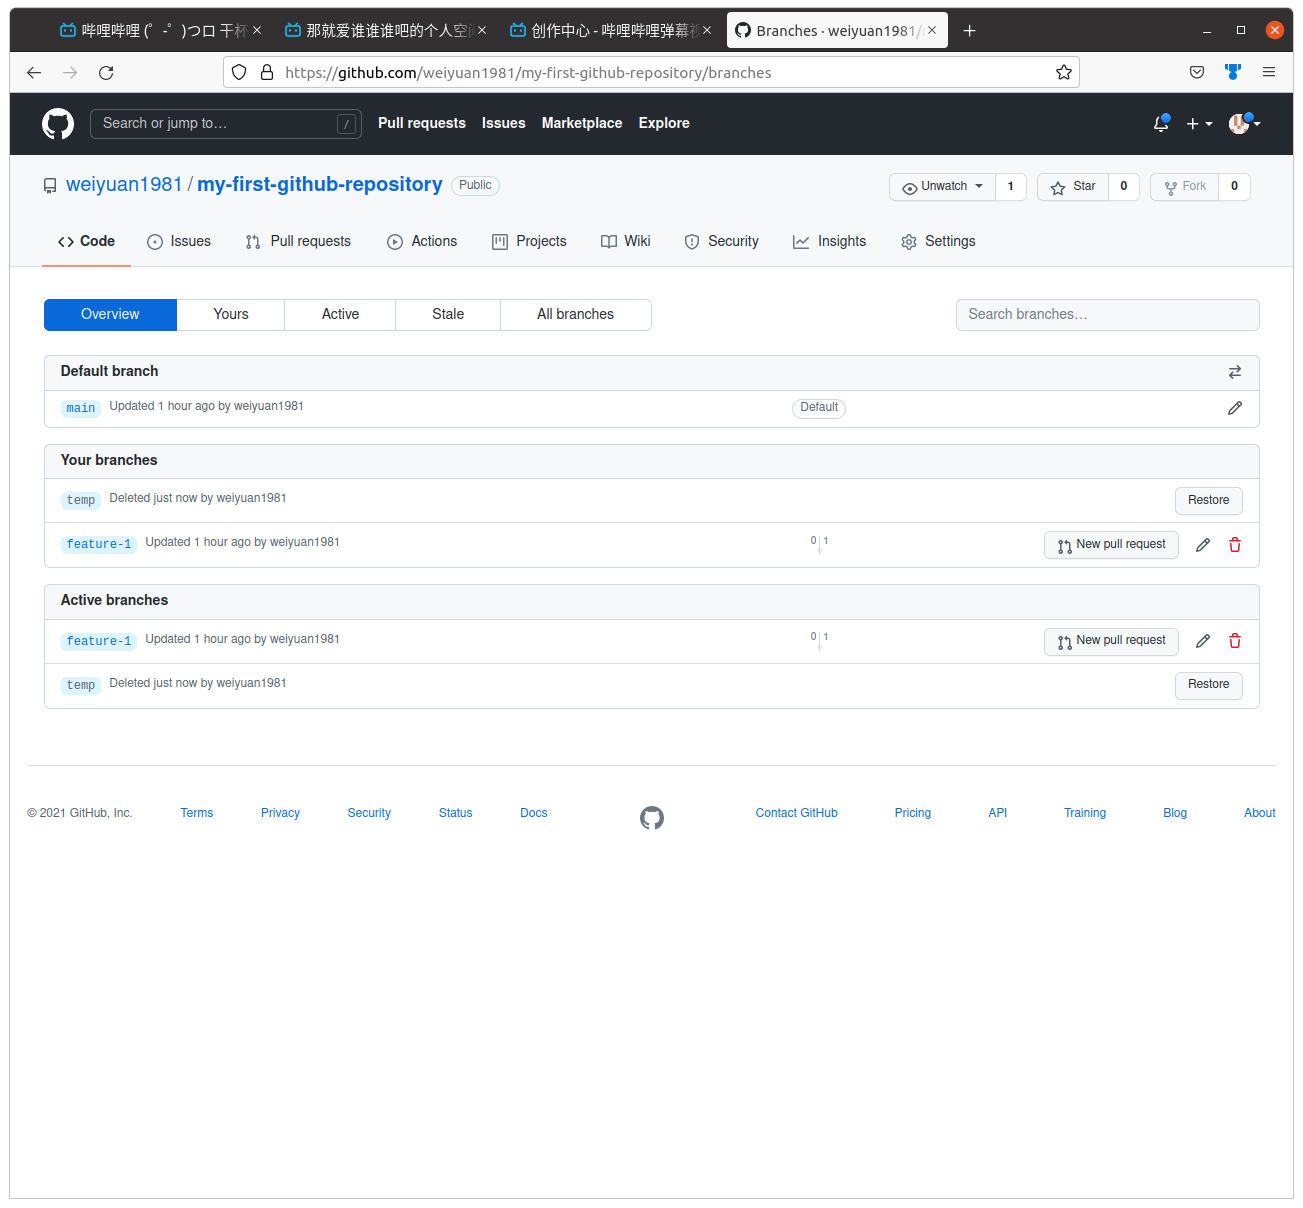 哔哩哔哩 (゜-゜)つロ 干杯
那就爱谁谁谁吧的个人空间
创作中心 - 哔哩哔哩弹幕视
Branches · weiyuan1981/
https://github.com/weiyuan1981/my-first-github-repository/branches
Search or jump to… /
Pull requests Issues Marketplace Explore
weiyuan1981 / my-first-github-repository Public
Unwatch 1 Star 0 Fork 0
Code Issues Pull requests Actions Projects Wiki Security Insights Settings
Overview Yours Active Stale All branches Search branches…
Default branch
main Updated 1 hour ago by weiyuan1981 Default
Your branches
temp Deleted just now by weiyuan1981 Restore
feature-1 Updated 1 hour ago by weiyuan1981 0 1 New pull request
Active branches
feature-1 Updated 1 hour ago by weiyuan1981 0 1 New pull request
temp Deleted just now by weiyuan1981 Restore
© 2021 GitHub, Inc. Terms Privacy Security Status Docs Contact GitHub Pricing API Training Blog About